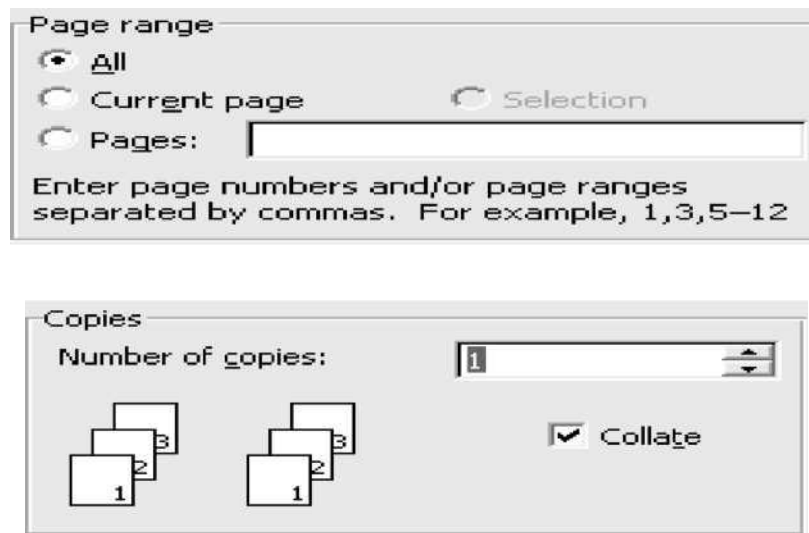 Page range
All
Current page Selection
Pages:
Enter page numbers and/or page ranges
separated by commas. For example, 1,3,5–12
Copies
Number of copies: 1
3 3
2 2
1 1
Collate